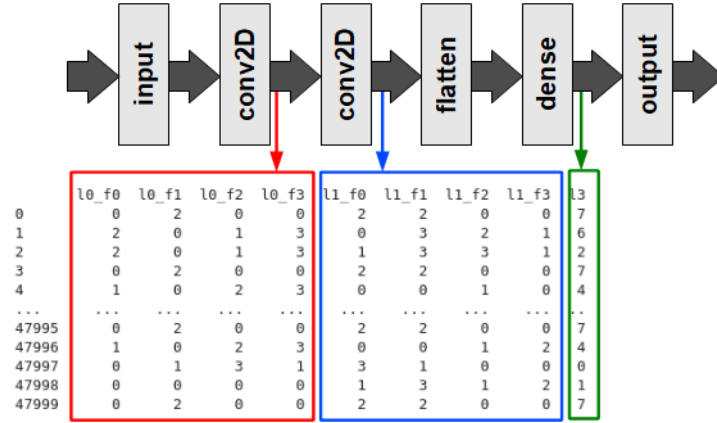 input conv2D conv2D flatten dense output
l0_f0 l0_f1 l0_f2 l0_f3 l1_f0 l1_f1 l1_f2 l1_f3 l3
0 0 2 0 0 2 2 0 0 7
1 2 0 1 3 0 3 2 1 6
2 2 0 1 3 1 3 3 1 2
3 0 2 0 0 2 2 0 0 7
4 1 0 2 3 0 0 1 0 4
... ... ... ... ... ... ... ... ... ..
47995 0 2 0 0 2 2 0 0 7
47996 1 0 2 3 0 0 1 2 4
47997 0 1 3 1 3 1 0 0 0
47998 0 0 0 0 1 3 1 2 1
47999 0 2 0 0 2 2 0 0 7